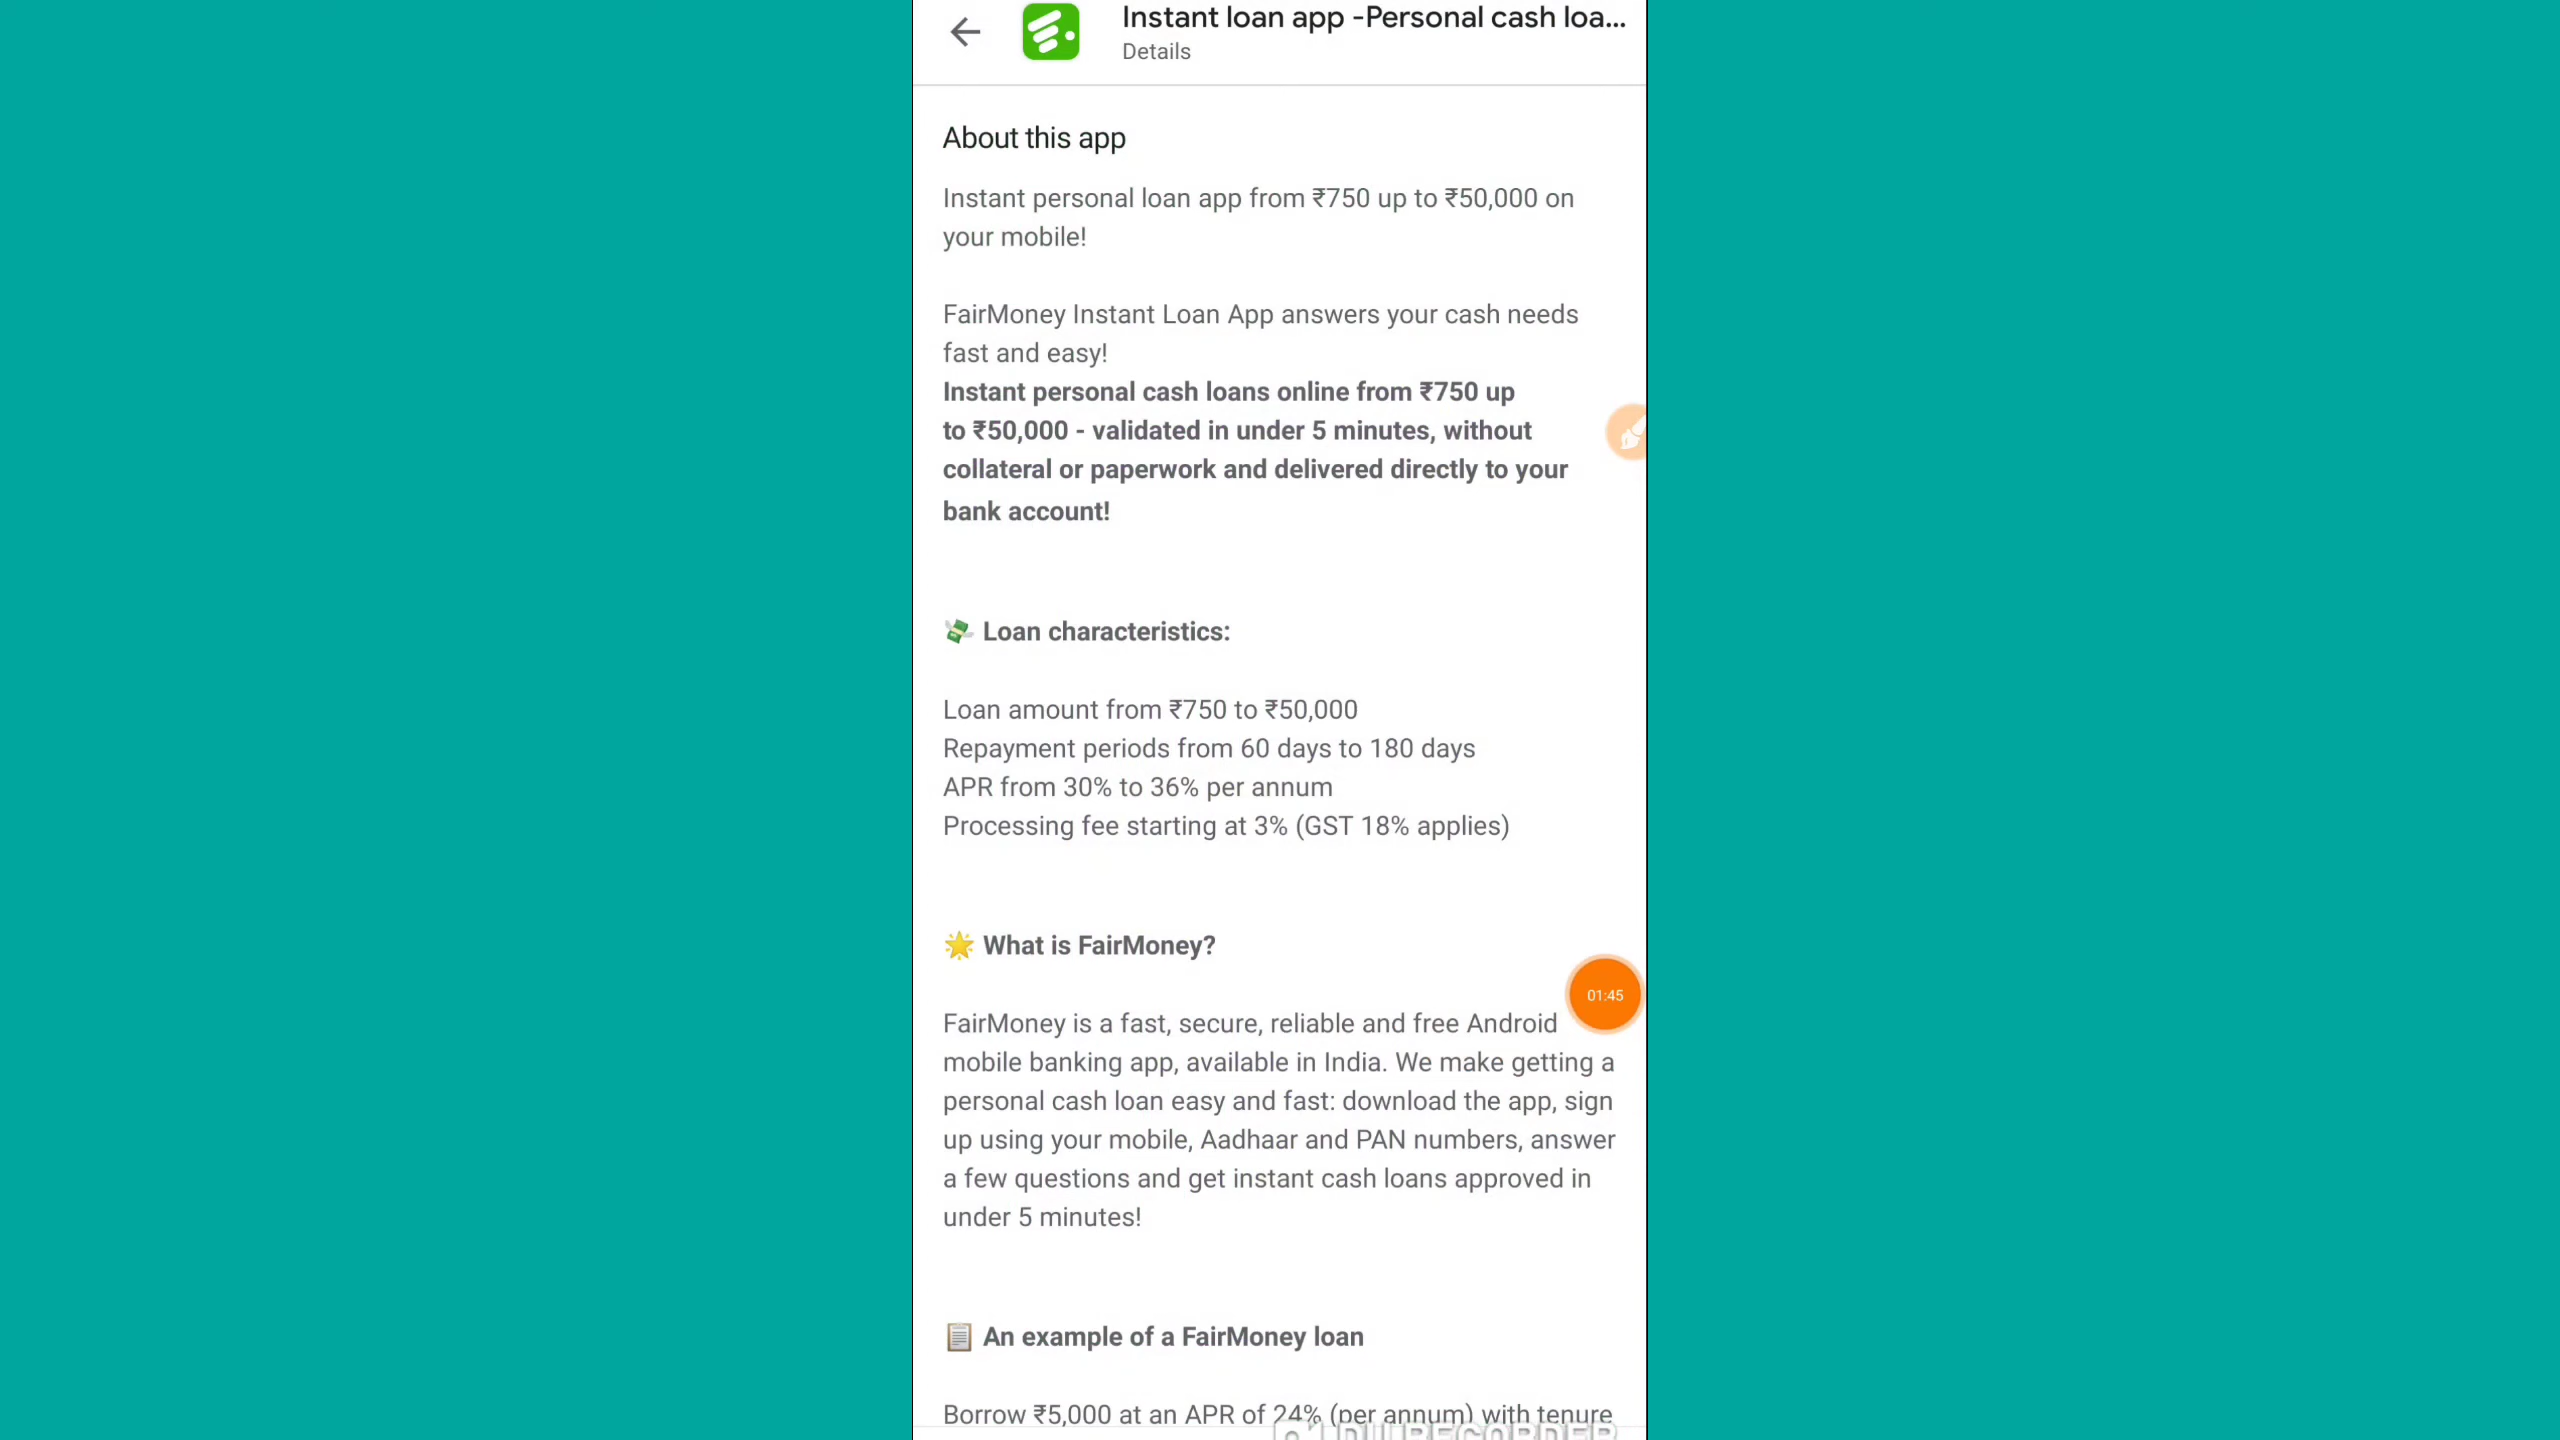 Instant loan app -Personal cash loa...
Details
About this app
Instant personal loan app from ₹750 up to ₹50,000 on
your mobile!
FairMoney Instant Loan App answers your cash needs
fast and easy!
Instant personal cash loans online from ₹750 up
to ₹50,000 - validated in under 5 minutes, without
collateral or paperwork and delivered directly to your
bank account!
💸 Loan characteristics:
Loan amount from ₹750 to ₹50,000
Repayment periods from 60 days to 180 days
APR from 30% to 36% per annum
Processing fee starting at 3% (GST 18% applies)
🌟 What is FairMoney?
01:45
FairMoney is a fast, secure, reliable and free Android
mobile banking app, available in India. We make getting a
personal cash loan easy and fast: download the app, sign
up using your mobile, Aadhaar and PAN numbers, answer
a few questions and get instant cash loans approved in
under 5 minutes!
📋 An example of a FairMoney loan
Borrow ₹5,000 at an APR of 24% (per annum) with tenure
DU RECORDER